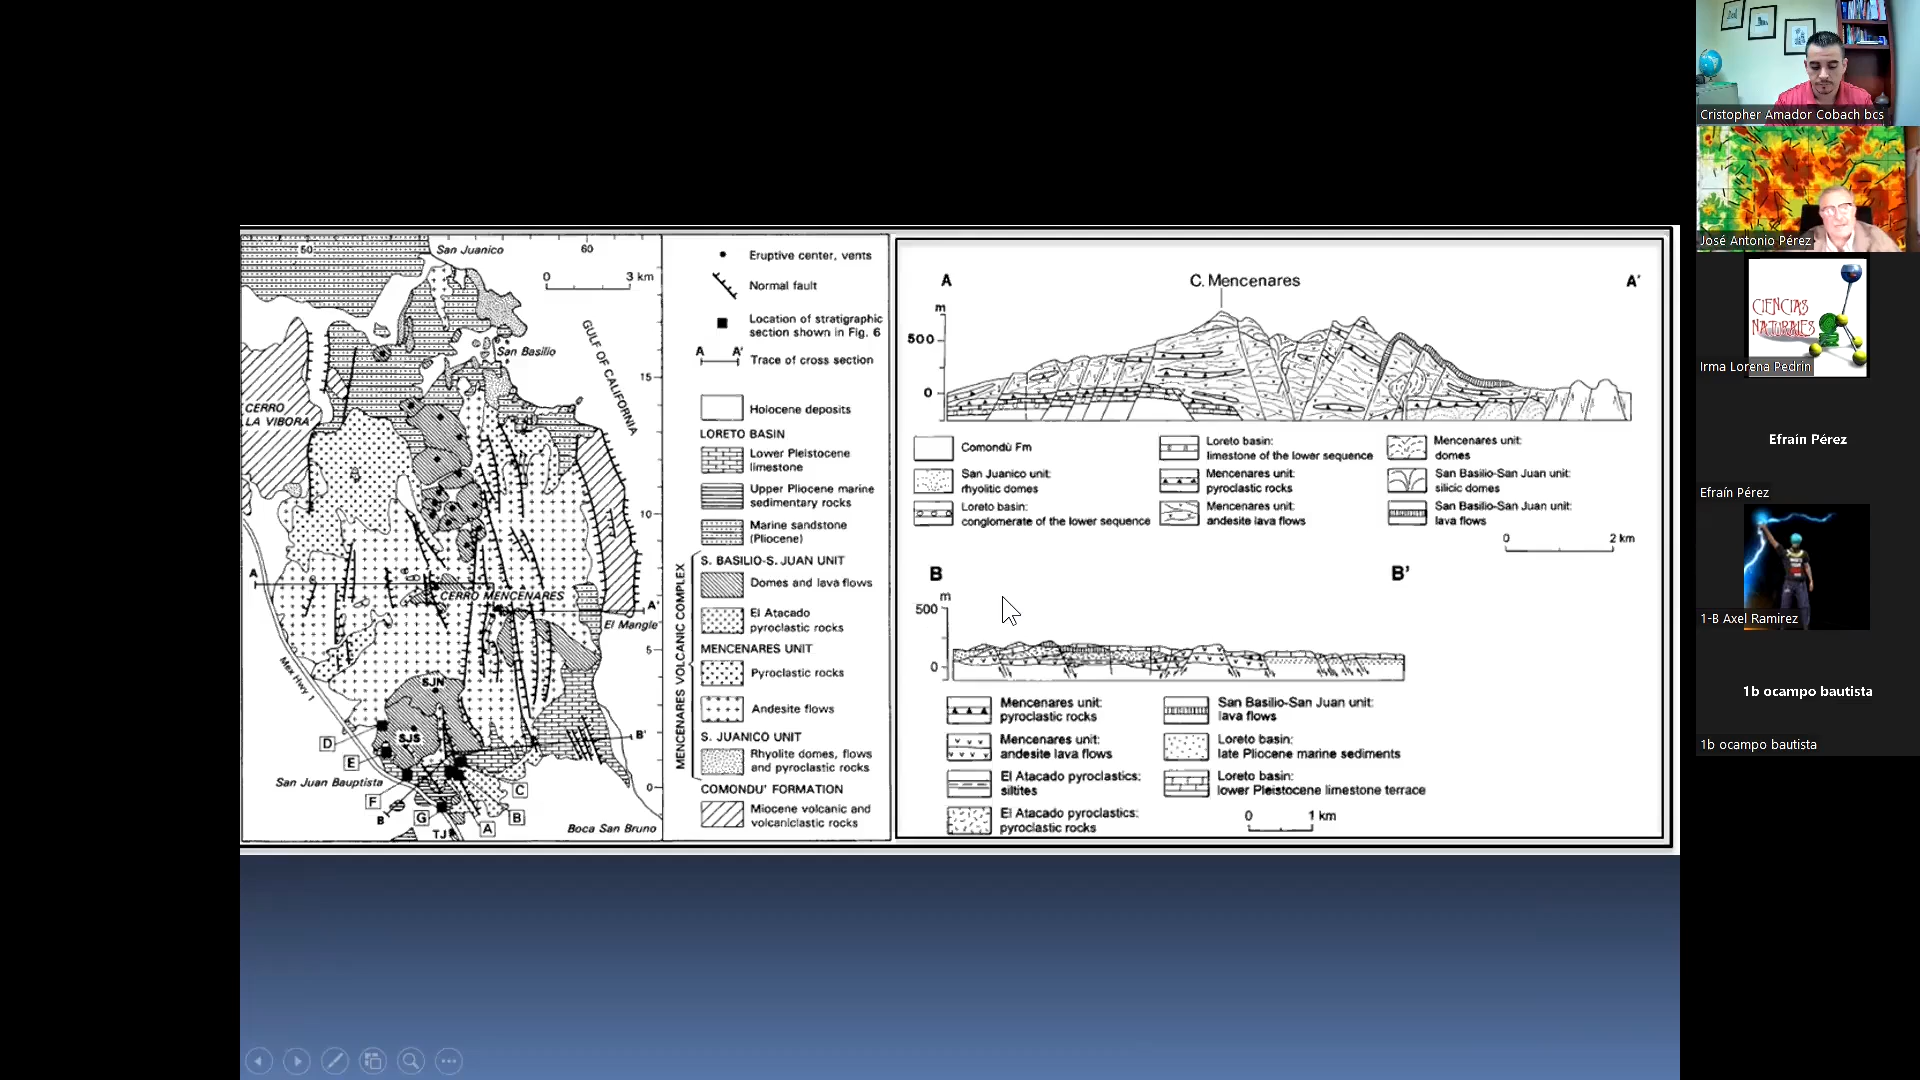 50
San Juanico
60
0
3 km
San Basilio
GULF OF CALIFORNIA
15
CERRO
LA VIBORA
10
A
CERRO MENCENARES
A'
El Mangle
5
Mex Hwy 1
SJN
SJS
D
B'
E
San Juan Bauptista
F
C
0
B
G
A
B
TJ
Boca San Bruno
Eruptive center, vents
Normal fault
Location of stratigraphic
section shown in Fig. 6
A
A'
Trace of cross section
Holocene deposits
LORETO BASIN
Lower Pleistocene
limestone
Upper Pliocene marine
sedimentary rocks
Marine sandstone
(Pliocene)
MENCENARES VOLCANIC COMPLEX
S. BASILIO-S. JUAN UNIT
Domes and lava flows
El Atacado
pyroclastic rocks
MENCENARES UNIT
Pyroclastic rocks
Andesite flows
S. JUANICO UNIT
Rhyolite domes, flows
and pyroclastic rocks
COMONDU' FORMATION
Miocene volcanic and
volcaniclastic rocks
A
C. Mencenares
A'
m
500
0
Comondù Fm
San Juanico unit:
rhyolitic domes
Loreto basin:
conglomerate of the lower sequence
Loreto basin:
limestone of the lower sequence
Mencenares unit:
pyroclastic rocks
Mencenares unit:
andesite lava flows
Mencenares unit:
domes
San Basilio-San Juan unit:
silicic domes
San Basilio-San Juan unit:
lava flows
0
2 km
B
B'
m
500
0
Mencenares unit:
pyroclastic rocks
Mencenares unit:
andesite lava flows
El Atacado pyroclastics:
siltites
El Atacado pyroclastics:
pyroclastic rocks
San Basilio-San Juan unit:
lava flows
Loreto basin:
late Pliocene marine sediments
Loreto basin:
lower Pleistocene limestone terrace
0
1 km
Cristopher Amador Cobach bcs
José Antonio Pérez
CIENCIAS
NATURALES
Irma Lorena Pedrín
Efraín Pérez
Efraín Pérez
1-B Axel Ramirez
1b ocampo bautista
1b ocampo bautista